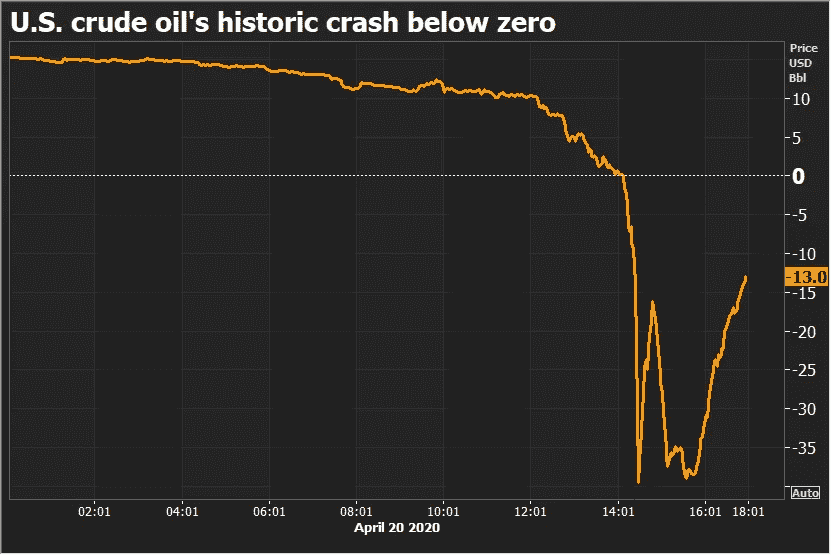 U.S. crude oil's historic crash below zero
Price
USD
Bbl
10
5
0
-5
-10
-13.0
-15
-20
-25
-30
-35
Auto
02:01 04:01 06:01 08:01 10:01 12:01 14:01 16:01 18:01
April 20 2020